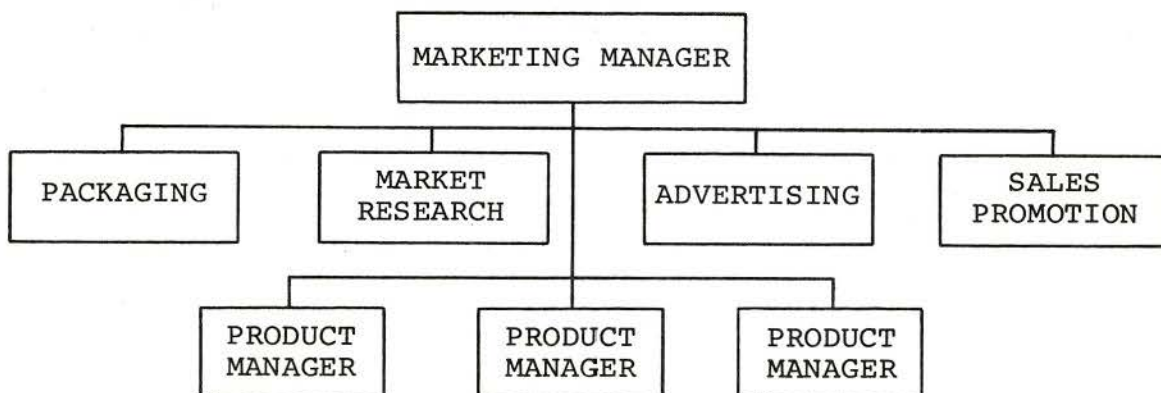 MARKETING MANAGER
PACKAGING
MARKET
RESEARCH
ADVERTISING
SALES
PROMOTION
PRODUCT
MANAGER
PRODUCT
MANAGER
PRODUCT
MANAGER